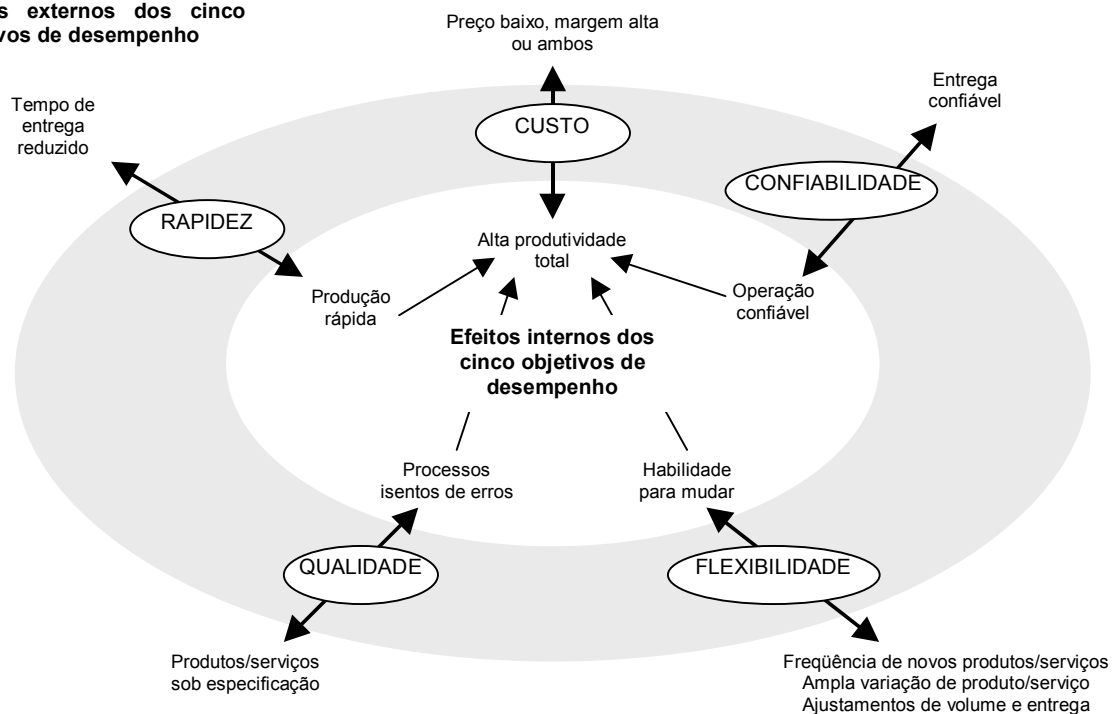 externos dos cinco
de desempenho
Preço baixo, margem alta
ou ambos
Entrega
confiável
Tempo de
entrega
reduzido
CUSTO
CONFIABILIDADE
RAPIDEZ
Alta produtividade
total
Produção
rápida
Operação
confiável
Efeitos internos dos
cinco objetivos de
desempenho
Processos
isentos de erros
Habilidade
para mudar
QUALIDADE
FLEXIBILIDADE
Produtos/serviços
sob especificação
Freqüência de novos produtos/serviços
Ampla variação de produto/serviço
Ajustamentos de volume e entrega